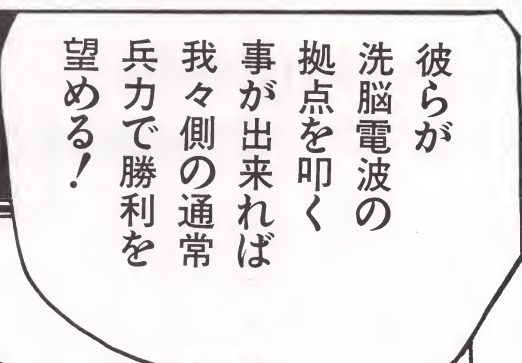 彼らが
洗脳電波の
拠点を叩く
事が出来れば
我々側の通常
兵力で勝利を
望める!